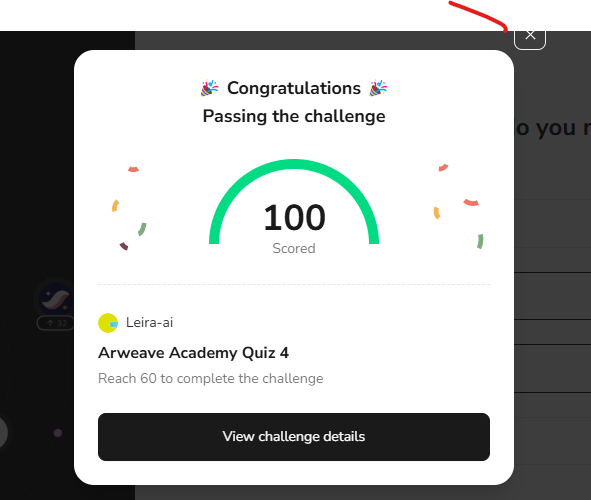 o you r
Congratulations
Passing the challenge
100
Scored
32
Leira-ai
Arweave Academy Quiz 4
Reach 60 to complete the challenge
View challenge details